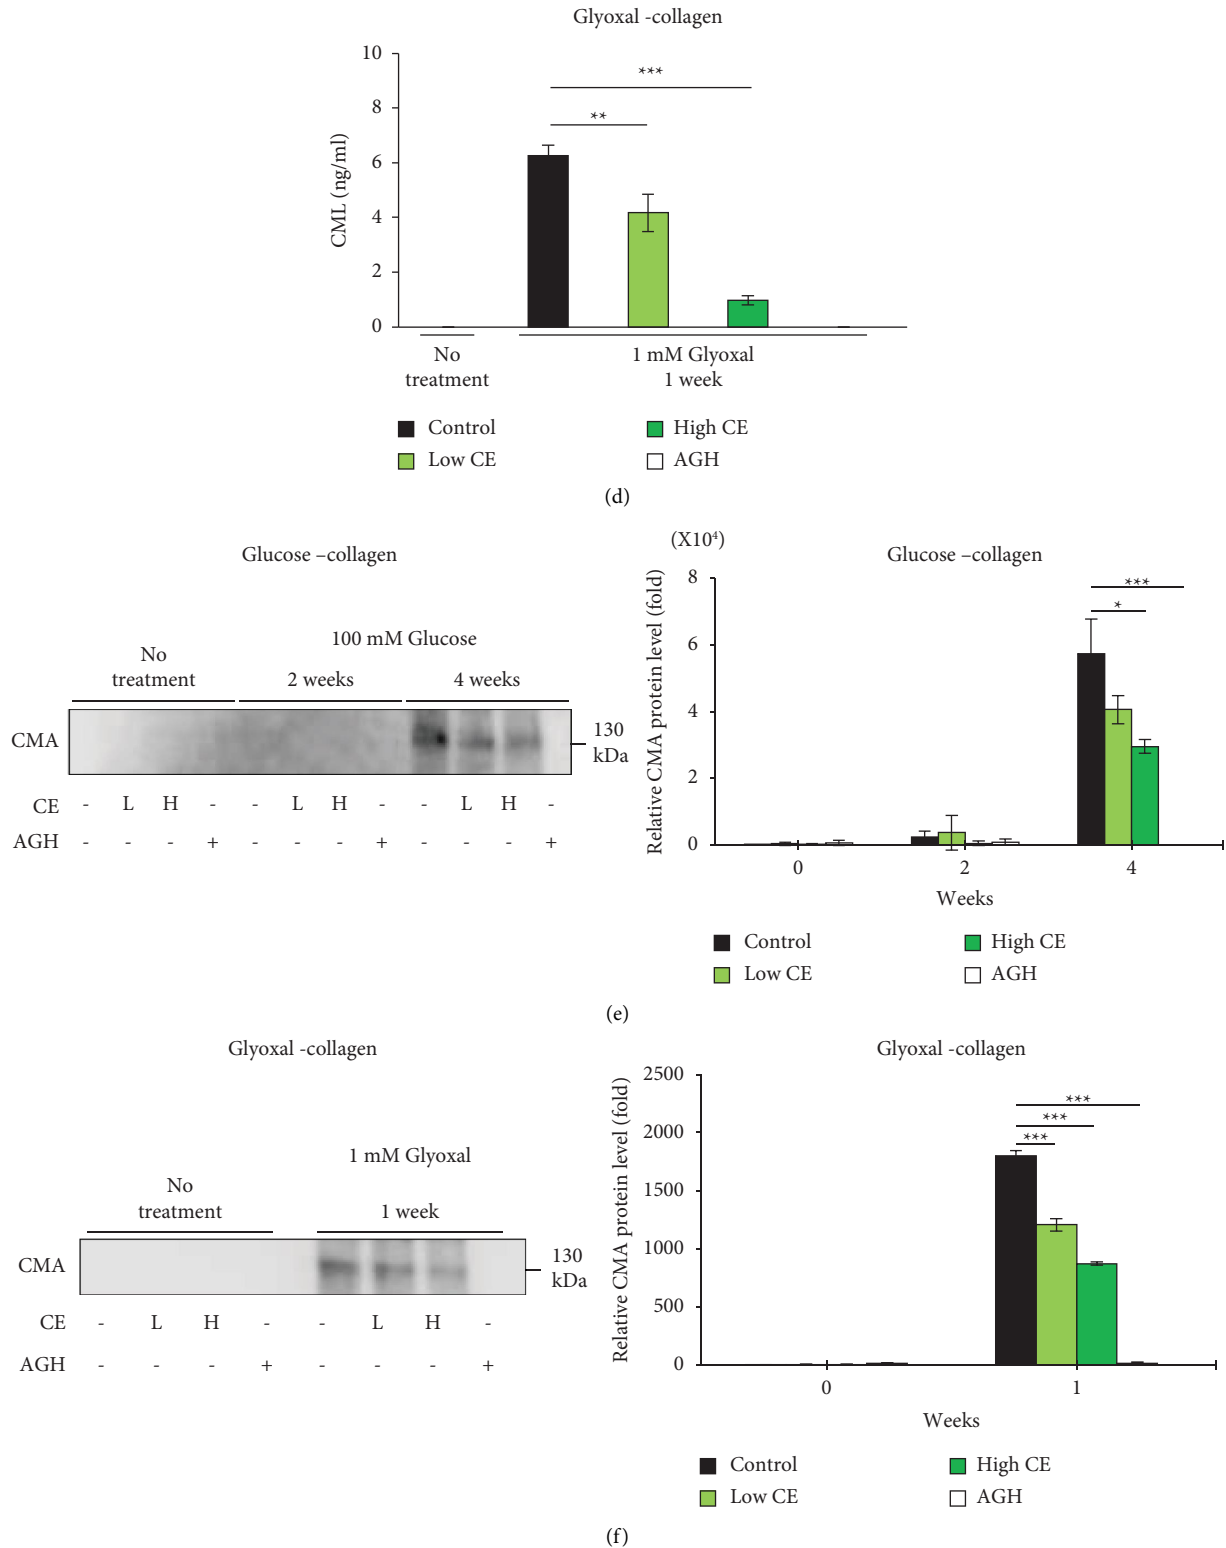 Glyoxal -collagen
10
8
6
4
2
0
CML (ng/ml)
***
**
No
treatment
1 mM Glyoxal
1 week
Control
High CE
Low CE
AGH
(d)
Glucose –collagen
100 mM Glucose
No
treatment
2 weeks
4 weeks
CMA
130
kDa
CE - L H - - L H - - L H -
AGH - - - + - - - + - - - +
(X10⁴)
Glucose –collagen
Relative CMA protein level (fold)
8
6
4
2
0
***
*
0 2 4
Weeks
Control
High CE
Low CE
AGH
(e)
Glyoxal -collagen
1 mM Glyoxal
No
treatment
1 week
CMA
130
kDa
CE - L H - - L H -
AGH - - - + - - - +
Glyoxal -collagen
Relative CMA protein level (fold)
2500
2000
1500
1000
500
0
***
***
***
0 1
Weeks
Control
High CE
Low CE
AGH
(f)